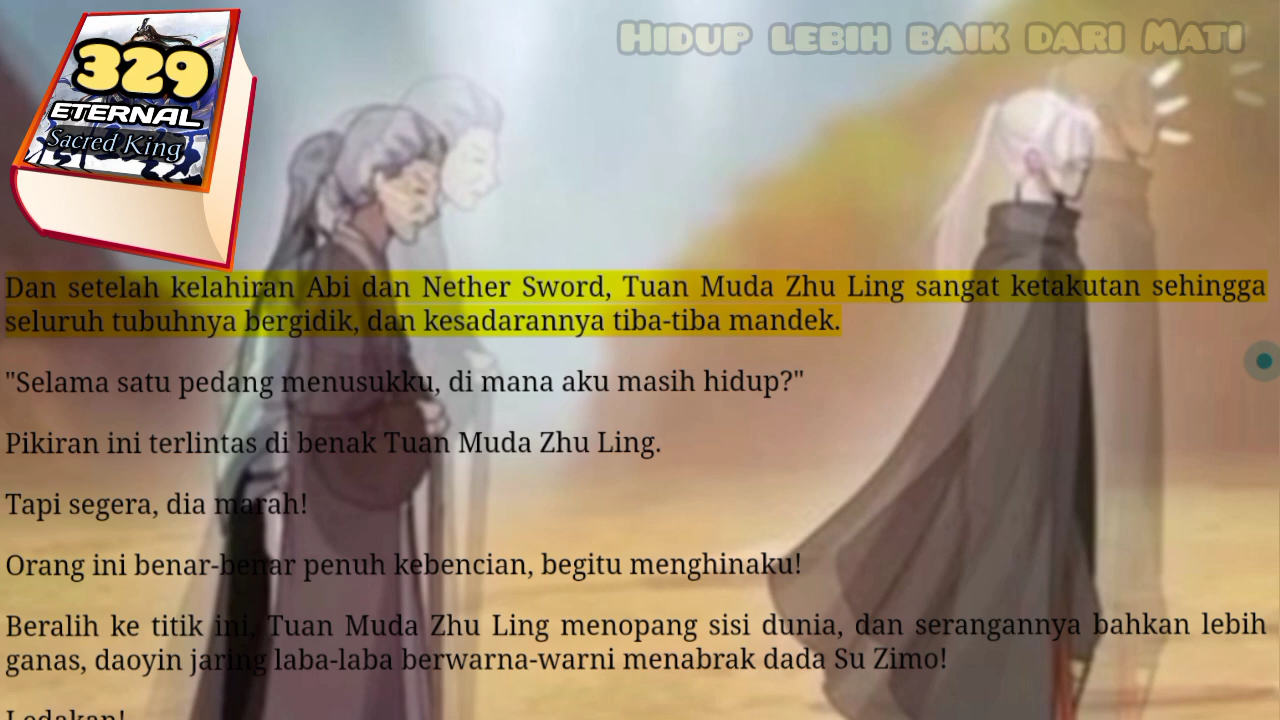 Hidup lebih baik dari Mati
329
ETERNAL
Sacred King
Dan setelah kelahiran Abi dan Nether Sword, Tuan Muda Zhu Ling sangat ketakutan sehingga
seluruh tubuhnya bergidik, dan kesadarannya tiba-tiba mandek.
"Selama satu pedang menusukku, di mana aku masih hidup?"
Pikiran ini terlintas di benak Tuan Muda Zhu Ling.
Tapi segera, dia marah!
Orang ini benar-benar penuh kebencian, begitu menghinaku!
Beralih ke titik ini, Tuan Muda Zhu Ling menopang sisi dunia, dan serangannya bahkan lebih
ganas, daoyin jaring laba-laba berwarna-warni menabrak dada Su Zimo!
Ledakan!